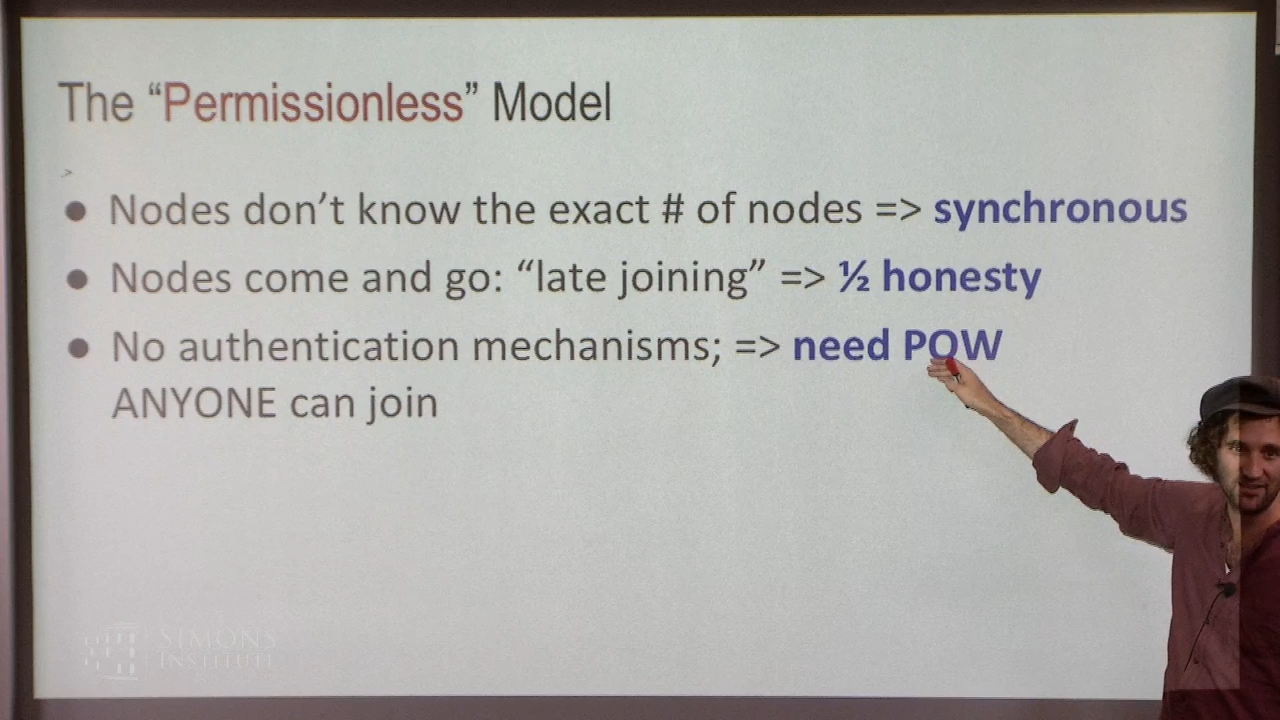 The “Permissionless” Model
>
● Nodes don’t know the exact # of nodes => synchronous
● Nodes come and go: “late joining” => ½ honesty
● No authentication mechanisms; => need POW
ANYONE can join
SIMONS
INSTITUTE